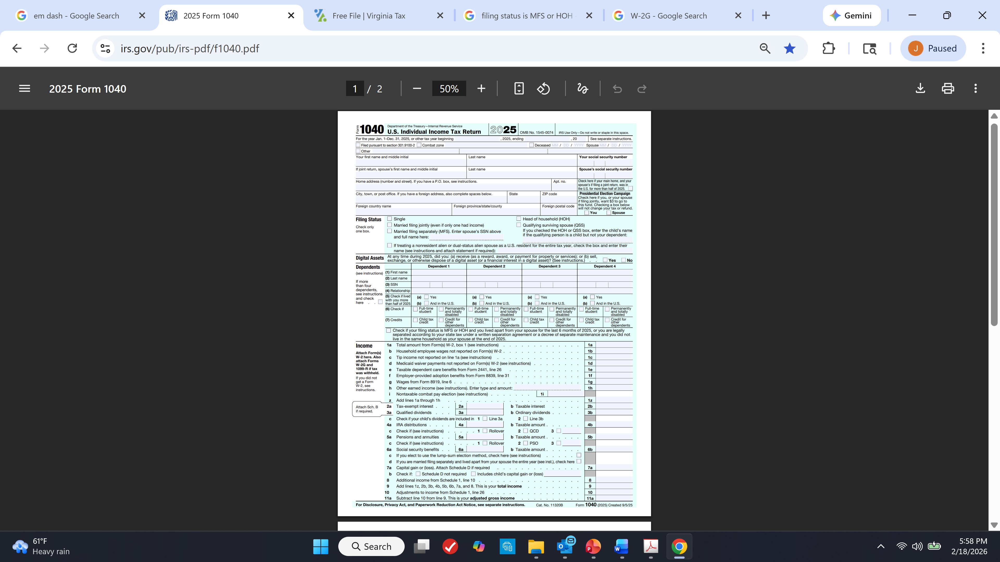 em dash - Google Search
2025 Form 1040
Free File | Virginia Tax
filing status is MFS or HOH
W-2G - Google Search
Gemini
irs.gov/pub/irs-pdf/f1040.pdf
J Paused
2025 Form 1040
1 / 2
50%
Form 1040 Department of the Treasury—Internal Revenue Service
U.S. Individual Income Tax Return 2025 OMB No. 1545-0074 IRS Use Only—Do not write or staple in this space.
For the year Jan. 1–Dec. 31, 2025, or other tax year beginning , 2025, ending , 20 See separate instructions.
Filed pursuant to section 301.9100-2 Combat zone Deceased MM / DD / YYYY Spouse MM / DD / YYYY
Other
Your first name and middle initial Last name Your social security number
If joint return, spouse's first name and middle initial Last name Spouse's social security number
Home address (number and street). If you have a P.O. box, see instructions. Apt. no.
Check here if your main home, and your
spouse's if filing a joint return, was in
the U.S. for more than half of 2025.
City, town, or post office. If you have a foreign address, also complete spaces below. State ZIP code
Foreign country name Foreign province/state/county Foreign postal code
Presidential Election Campaign
Check here if you, or your spouse
if filing jointly, want $3 to go to
this fund. Checking a box below
will not change your tax or refund.
You Spouse
Filing Status
Check only
one box.
Single
Married filing jointly (even if only one had income)
Married filing separately (MFS). Enter spouse's SSN above
and full name here:
Head of household (HOH)
Qualifying surviving spouse (QSS)
If you checked the HOH or QSS box, enter the child's name
if the qualifying person is a child but not your dependent:
If treating a nonresident alien or dual-status alien spouse as a U.S. resident for the entire tax year, check the box and enter their
name (see instructions and attach statement if required):
Digital Assets
At any time during 2025, did you: (a) receive (as a reward, award, or payment for property or services); or (b) sell,
exchange, or otherwise dispose of a digital asset (or a financial interest in a digital asset)? (See instructions.) . . Yes No
Dependents
(see instructions)
If more
than four
dependents,
see instructions
and check
here . .
Dependent 1 Dependent 2 Dependent 3 Dependent 4
(1) First name
(2) Last name
(3) SSN
(4) Relationship
(5) Check if lived
with you more
than half of 2025
(a) Yes (a) Yes (a) Yes (a) Yes
(b) And in the U.S. (b) And in the U.S. (b) And in the U.S. (b) And in the U.S.
(6) Check if
Full-time student Permanently and totally disabled Full-time student Permanently and totally disabled Full-time student Permanently and totally disabled Full-time student Permanently and totally disabled
(7) Credits
Child tax credit Credit for other dependents Child tax credit Credit for other dependents Child tax credit Credit for other dependents Child tax credit Credit for other dependents
Check if your filing status is MFS or HOH and you lived apart from your spouse for the last 6 months of 2025, or you are legally
separated according to your state law under a written separation agreement or a decree of separate maintenance and you did not
live in the same household as your spouse at the end of 2025.
Income
Attach Form(s)
W-2 here. Also
attach Forms
W-2G and
1099-R if tax
was withheld.
If you did not
get a Form
W-2, see
instructions.
Attach Sch. B
if required.
1a Total amount from Form(s) W-2, box 1 (see instructions) 1a
b Household employee wages not reported on Form(s) W-2 1b
c Tip income not reported on line 1a (see instructions) 1c
d Medicaid waiver payments not reported on Form(s) W-2 (see instructions) 1d
e Taxable dependent care benefits from Form 2441, line 26 1e
f Employer-provided adoption benefits from Form 8839, line 31 1f
g Wages from Form 8919, line 6 1g
h Other earned income (see instructions). Enter type and amount: 1h
i Nontaxable combat pay election (see instructions) 1i
z Add lines 1a through 1h 1z
2a Tax-exempt interest 2a b Taxable interest 2b
3a Qualified dividends 3a b Ordinary dividends 3b
c Check if your child's dividends are included in 1 Line 3a 2 Line 3b
4a IRA distributions 4a b Taxable amount 4b
c Check if (see instructions) 1 Rollover 2 QCD 3
5a Pensions and annuities 5a b Taxable amount 5b
c Check if (see instructions) 1 Rollover 2 PSO 3
6a Social security benefits 6a b Taxable amount 6b
c If you elect to use the lump-sum election method, check here (see instructions)
d If you are married filing separately and lived apart from your spouse the entire year (see inst.), check here
7a Capital gain or (loss). Attach Schedule D if required 7a
b Check if: Schedule D not required Includes child's capital gain or (loss)
8 Additional income from Schedule 1, line 10 8
9 Add lines 1z, 2b, 3b, 4b, 5b, 6b, 7a, and 8. This is your total income 9
10 Adjustments to income from Schedule 1, line 26 10
11a Subtract line 10 from line 9. This is your adjusted gross income 11a
For Disclosure, Privacy Act, and Paperwork Reduction Act Notice, see separate instructions. Cat. No. 11320B Form 1040 (2025) Created 9/5/25
61°F
Heavy rain
Search
5:58 PM
2/18/2026